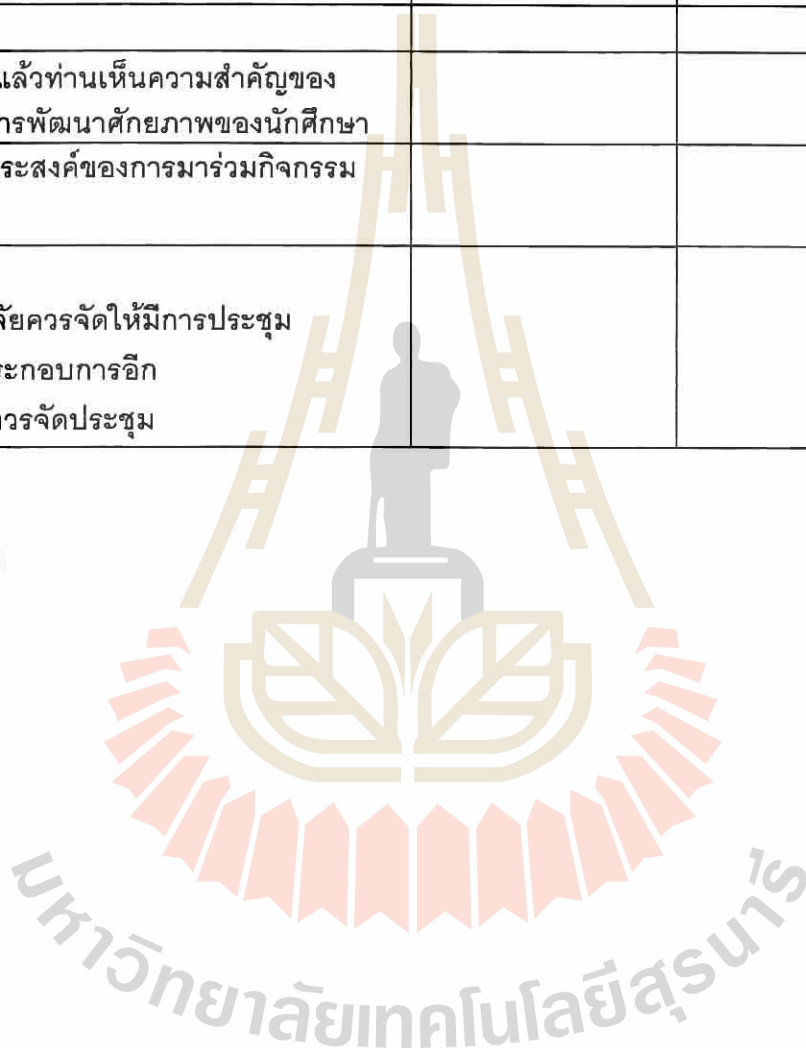 แล้วท่านเห็นความสำคัญของ
ารพัฒนาศักยภาพของนักศึกษา
ระสงค์ของการมาร่วมกิจกรรม
ลัยควรจัดให้มีการประชุม
ระกอบการอีก
ควรจัดประชุม
มหาวิทยาลัยเทคโนโลยีสุรนารี